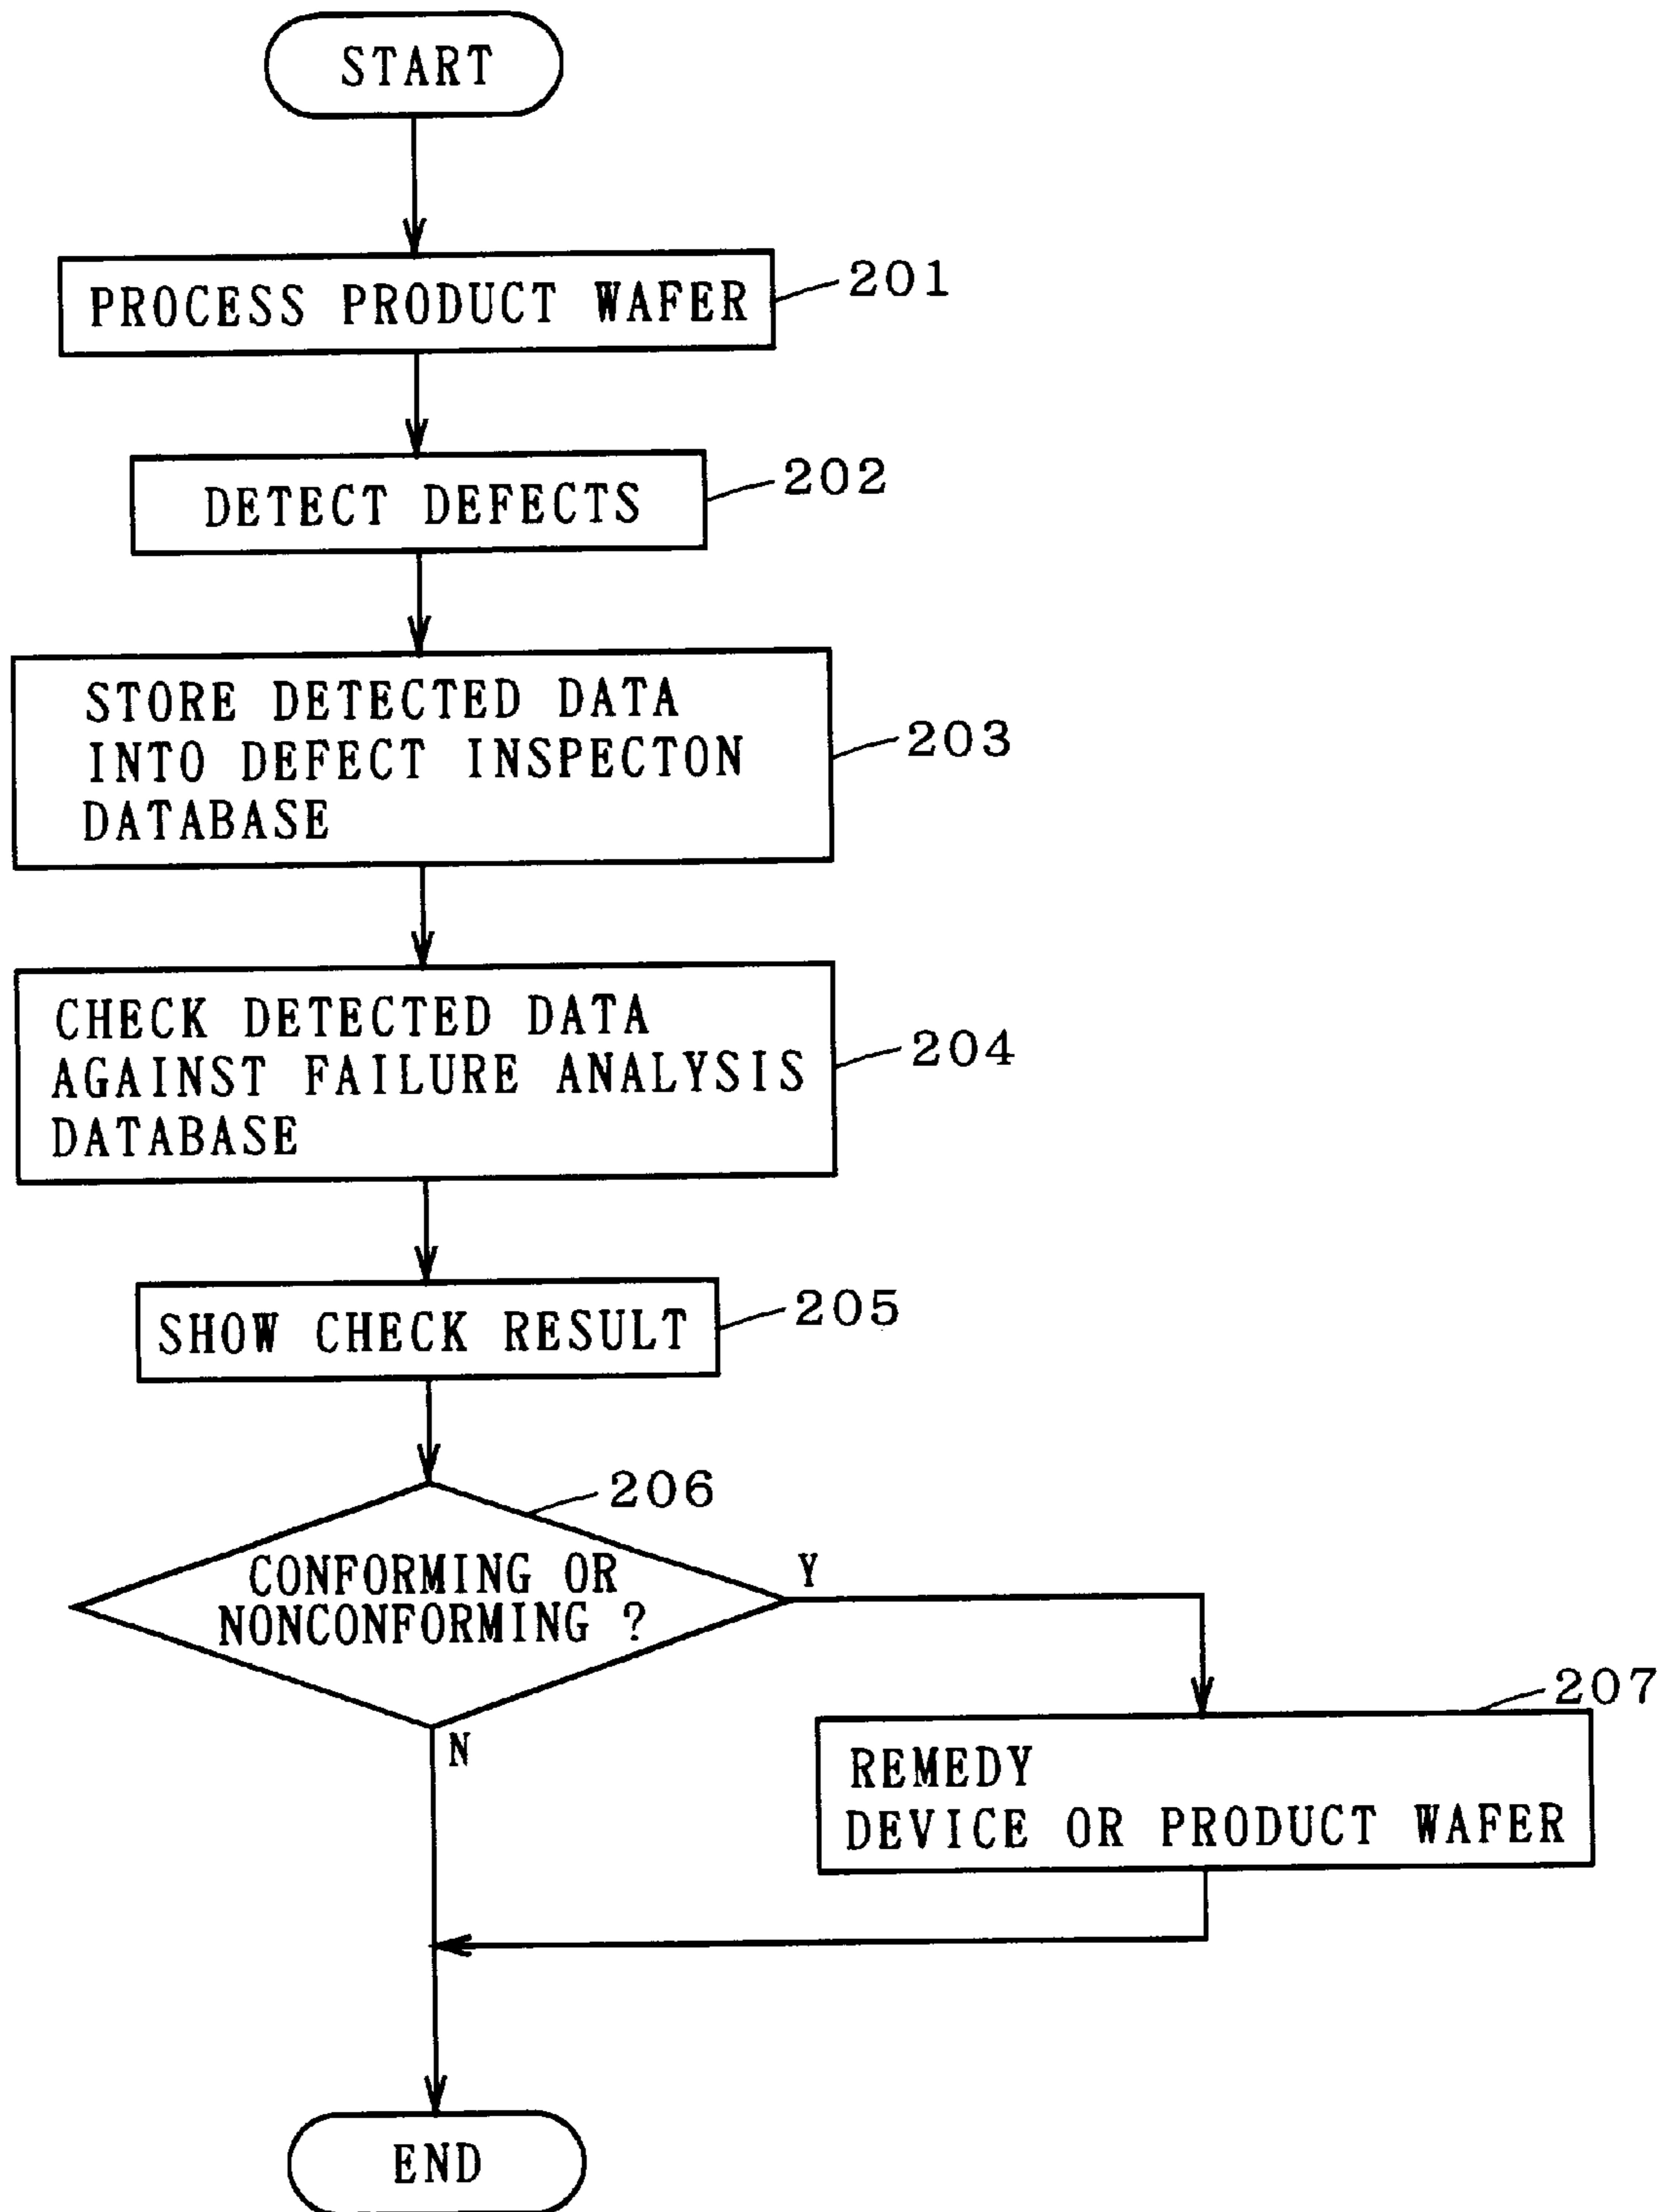 START
PROCESS PRODUCT WAFER
201
DETECT DEFECTS
202
STORE DETECTED DATA
INTO DEFECT INSPECTON
DATABASE
203
CHECK DETECTED DATA
AGAINST FAILURE ANALYSIS
DATABASE
204
SHOW CHECK RESULT
205
206
CONFORMING OR
NONCONFORMING ?
Y
N
207
REMEDY
DEVICE OR PRODUCT WAFER
END